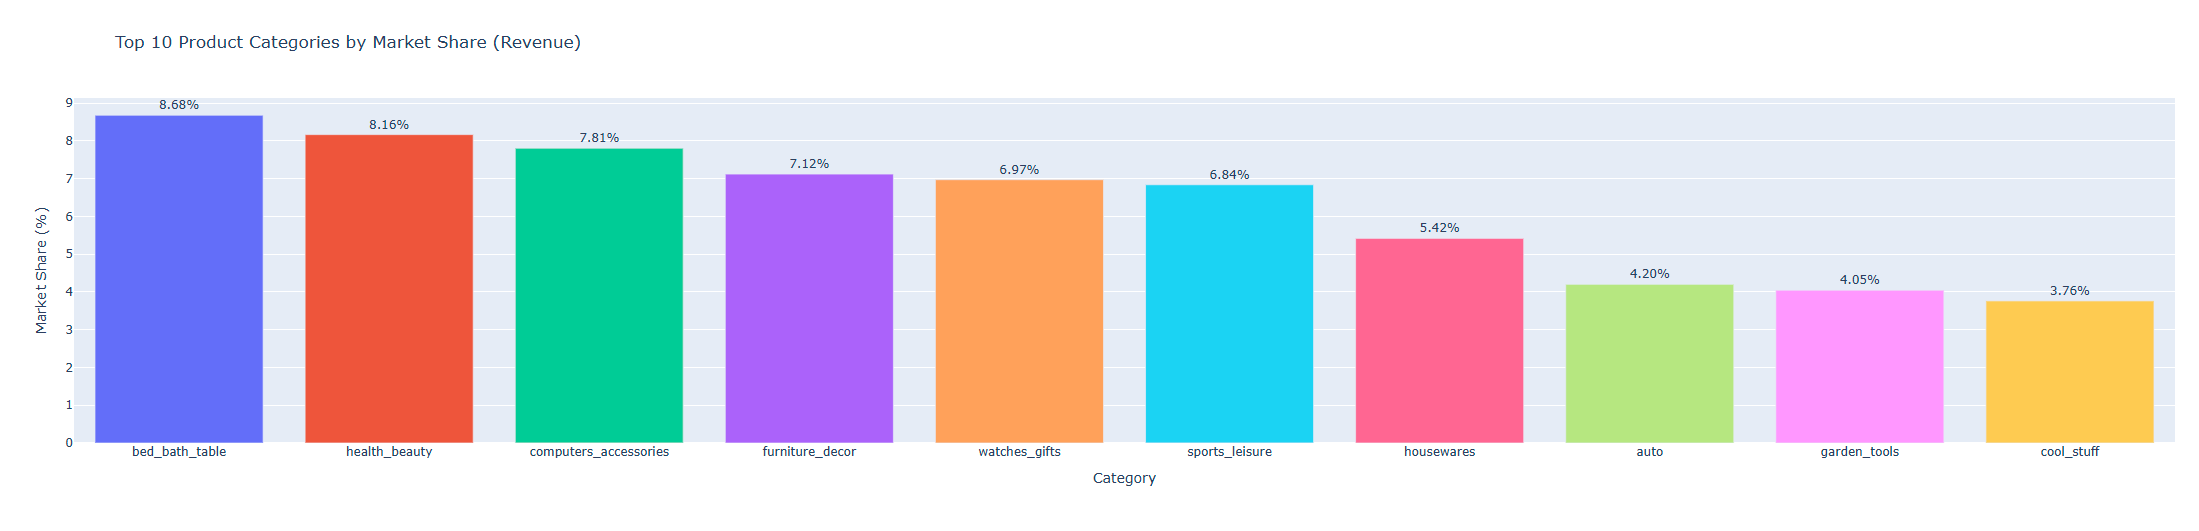 Top 10 Product Categories by Market Share (Revenue)
Market Share (%)
9
8
7
6
5
4
3
2
1
0
8.68%
8.16%
7.81%
7.12%
6.97%
6.84%
5.42%
4.20%
4.05%
3.76%
bed_bath_table
health_beauty
computers_accessories
furniture_decor
watches_gifts
sports_leisure
housewares
auto
garden_tools
cool_stuff
Category